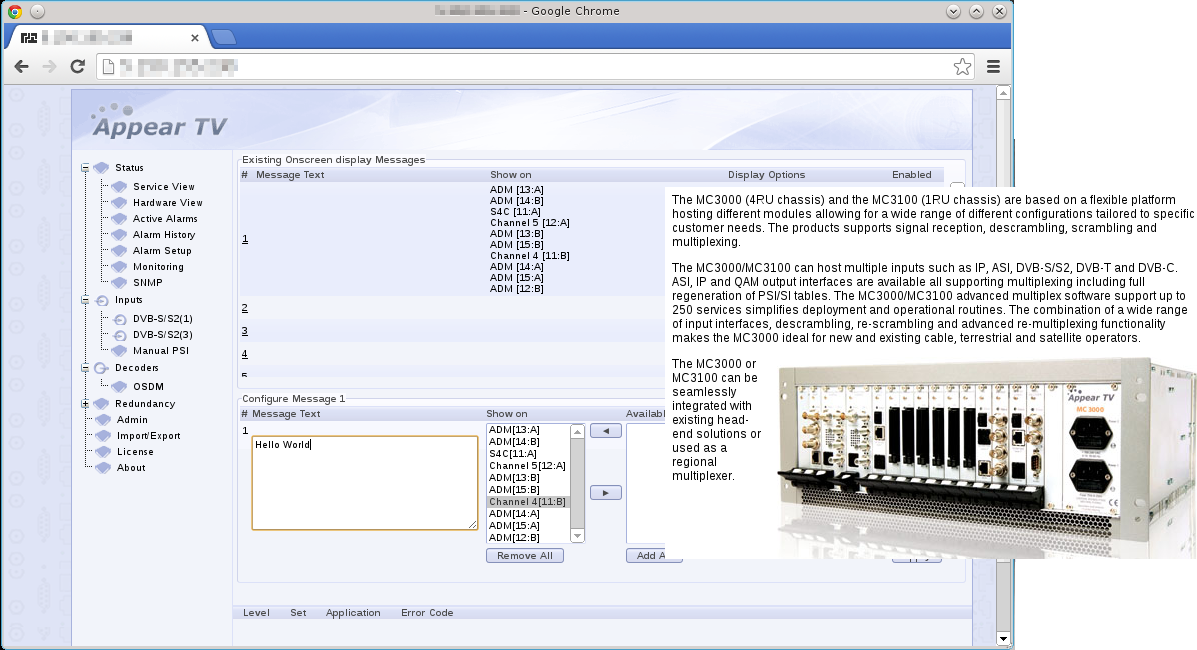 - Google Chrome
Appear TV
Status
Service View
Hardware View
Active Alarms
Alarm History
Alarm Setup
Monitoring
SNMP
Inputs
DVB-S/S2(1)
DVB-S/S2(3)
Manual PSI
Decoders
OSDM
Redundancy
Admin
Import/Export
License
About
Existing Onscreen display Messages
# Message Text Show on Display Options Enabled
1
ADM [13:A]
ADM [14:B]
S4C [11:A]
Channel 5 [12:A]
ADM [13:B]
ADM [15:B]
Channel 4 [11:B]
ADM [14:A]
ADM [15:A]
ADM [12:B]
2
3
4
5
Configure Message 1
# Message Text Show on Availabl
1
Hello World
ADM[13:A]
ADM[14:B]
S4C[11:A]
Channel 5[12:A]
ADM[13:B]
ADM[15:B]
Channel 4[11:B]
ADM[14:A]
ADM[15:A]
ADM[12:B]
Remove All
Add A
Level Set Application Error Code
The MC3000 (4RU chassis) and the MC3100 (1RU chassis) are based on a flexible platform
hosting different modules allowing for a wide range of different configurations tailored to specific
customer needs. The products supports signal reception, descrambling, scrambling and
multiplexing.
The MC3000/MC3100 can host multiple inputs such as IP, ASI, DVB-S/S2, DVB-T and DVB-C.
ASI, IP and QAM output interfaces are available all supporting multiplexing including full
regeneration of PSI/SI tables. The MC3000/MC3100 advanced multiplex software support up to
250 services simplifies deployment and operational routines. The combination of a wide range
of input interfaces, descrambling, re-scrambling and advanced re-multiplexing functionality
makes the MC3000 ideal for new and existing cable, terrestrial and satellite operators.
The MC3000 or
MC3100 can be
seamlessly
integrated with
existing head-
end solutions or
used as a
regional
multiplexer.
Appear TV
MC3000